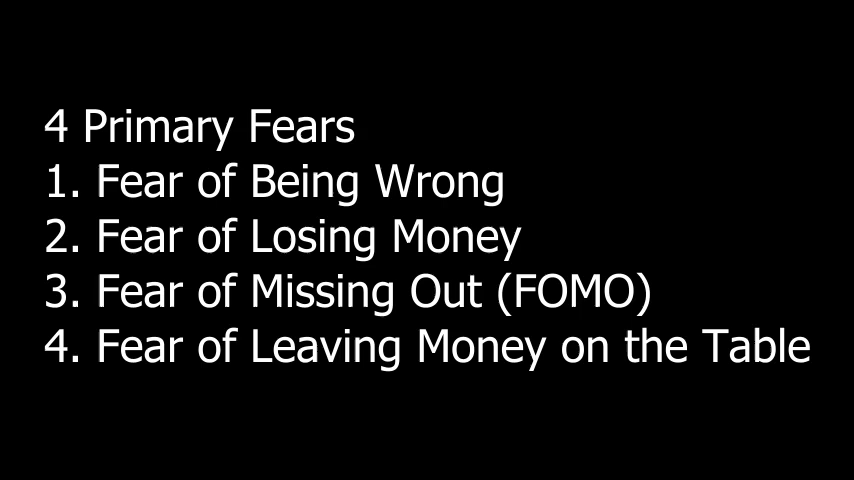 4 Primary Fears
1. Fear of Being Wrong
2. Fear of Losing Money
3. Fear of Missing Out (FOMO)
4. Fear of Leaving Money on the Table